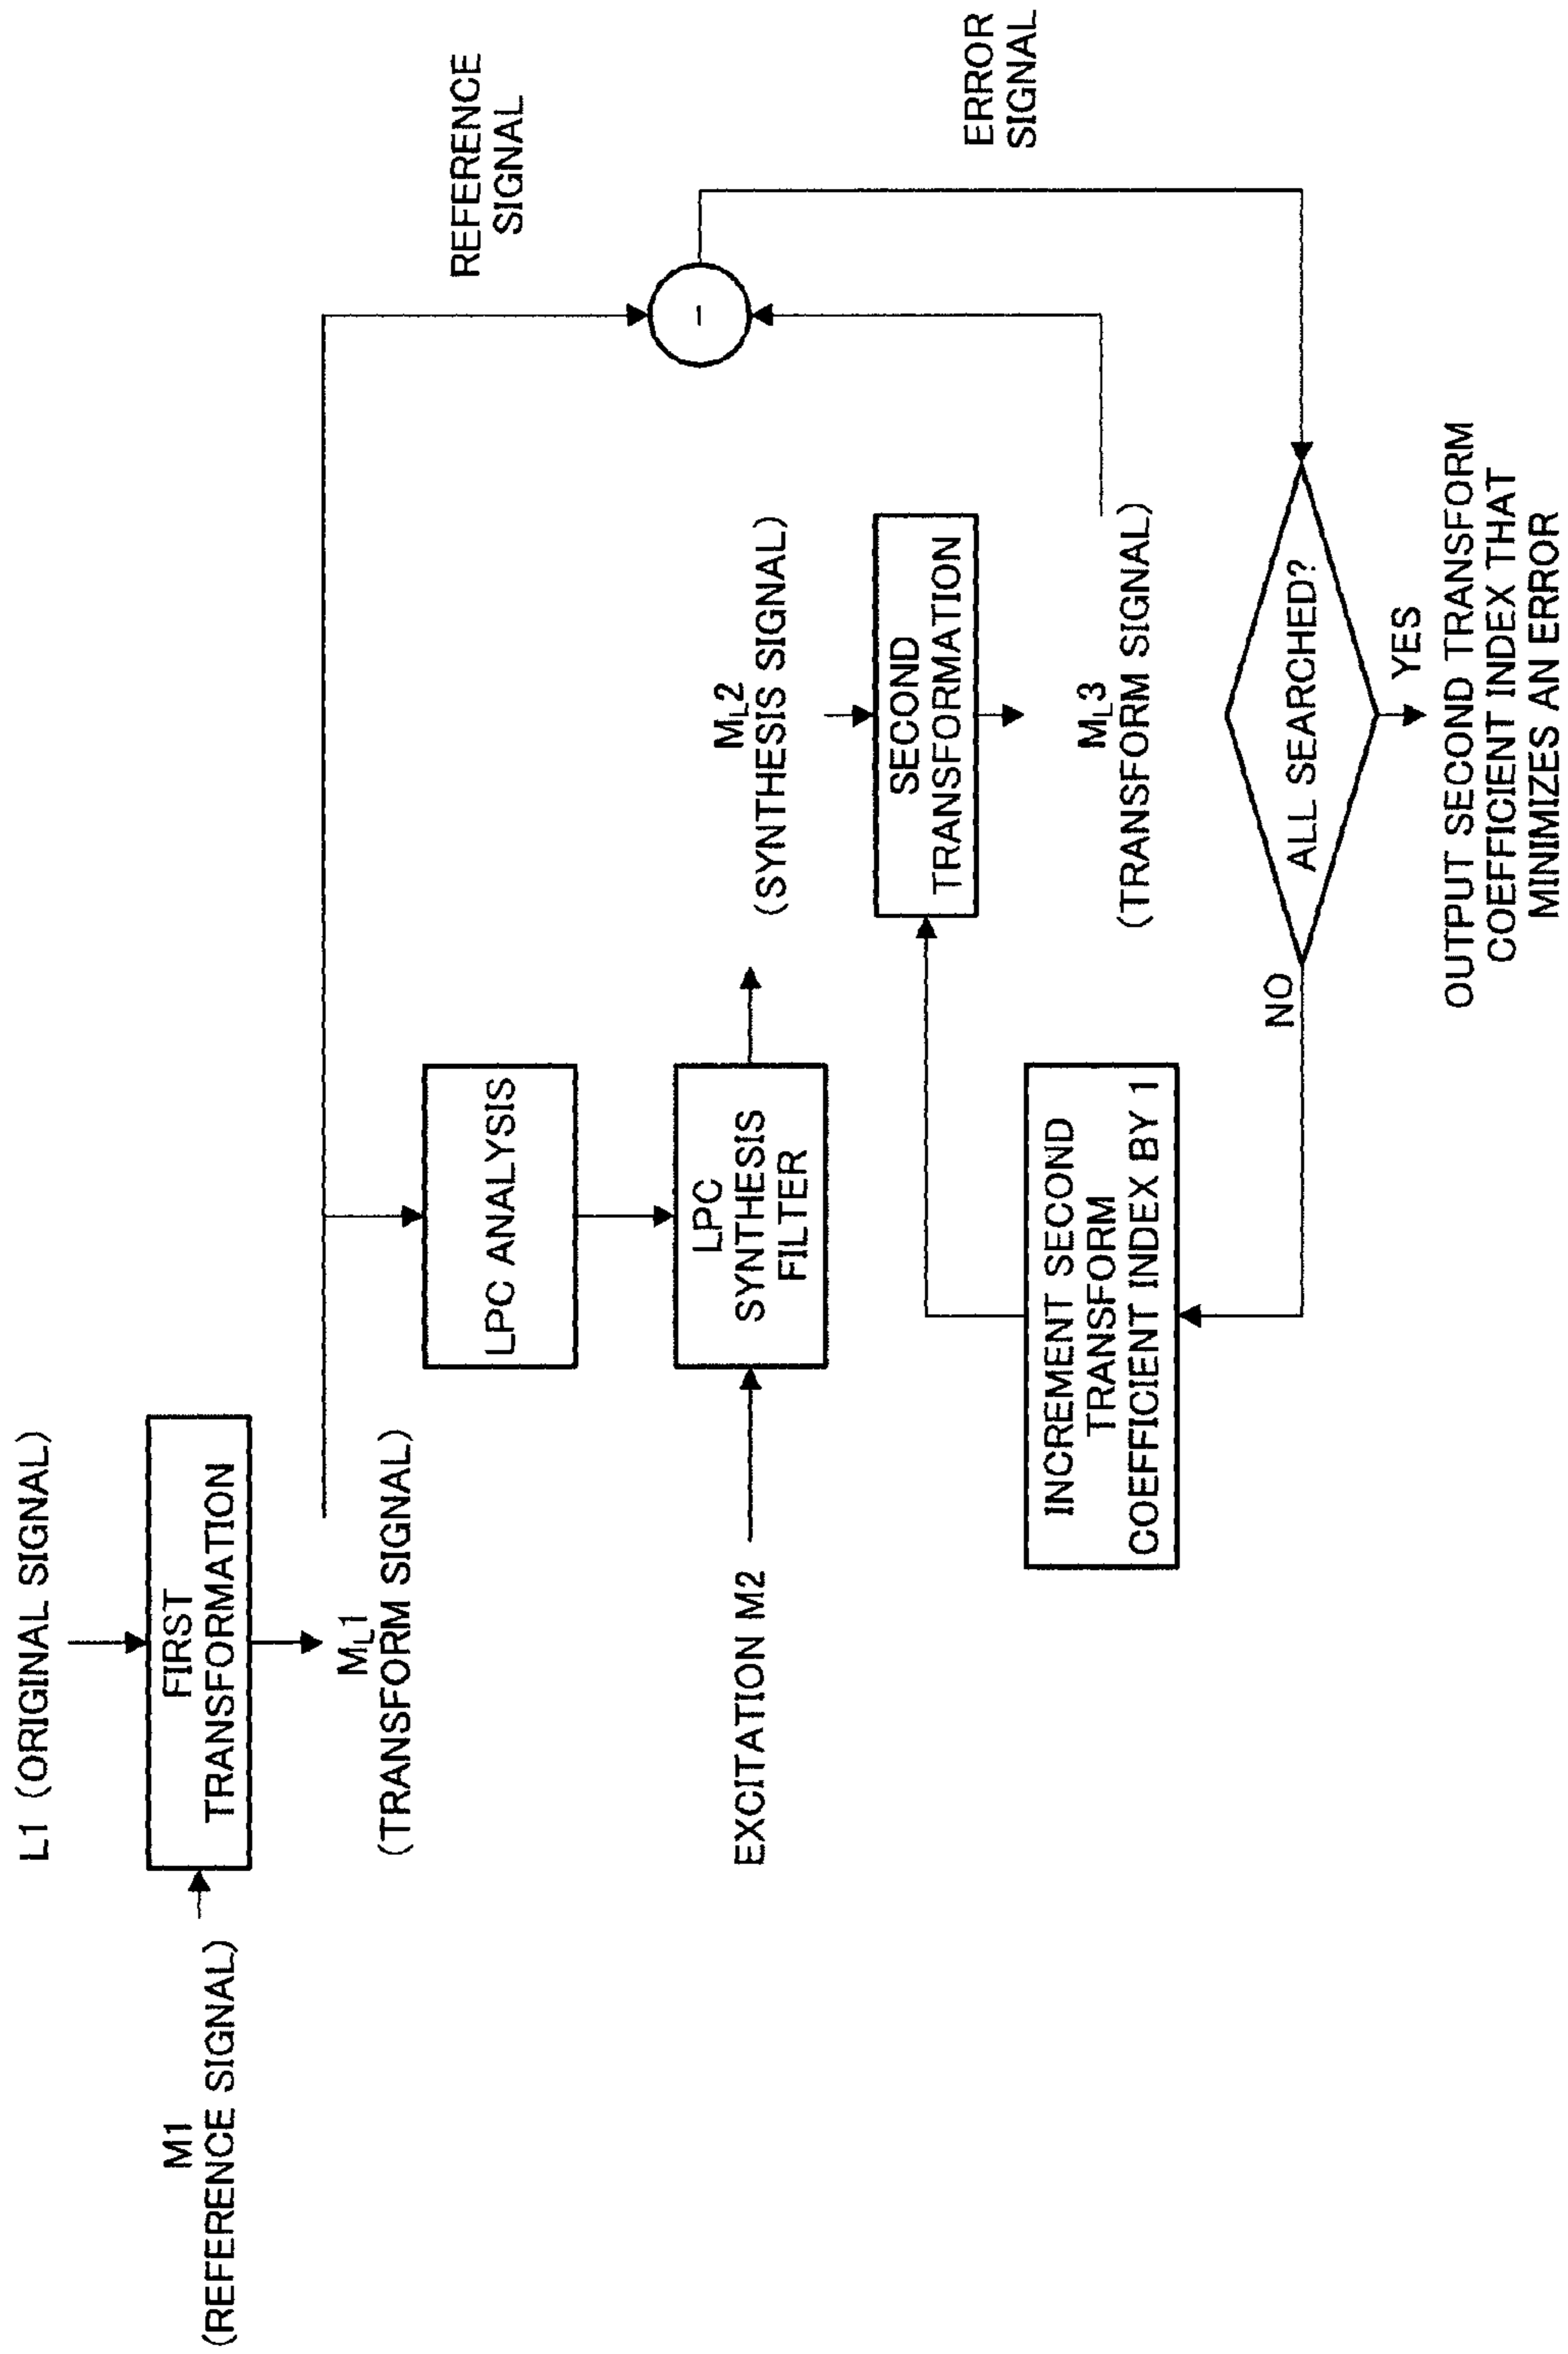 L1 (ORIGINAL SIGNAL)
M1
(REFERENCE SIGNAL)
FIRST
TRANSFORMATION
ML1
(TRANSFORM SIGNAL)
REFERENCE
SIGNAL
LPC ANALYSIS
EXCITATION M2
LPC
SYNTHESIS
FILTER
ML2
(SYNTHESIS SIGNAL)
SECOND
TRANSFORMATION
ML3
(TRANSFORM SIGNAL)
ERROR
SIGNAL
INCREMENT SECOND
TRANSFORM
COEFFICIENT INDEX BY 1
NO
ALL SEARCHED?
YES
OUTPUT SECOND TRANSFORM
COEFFICIENT INDEX THAT
MINIMIZES AN ERROR